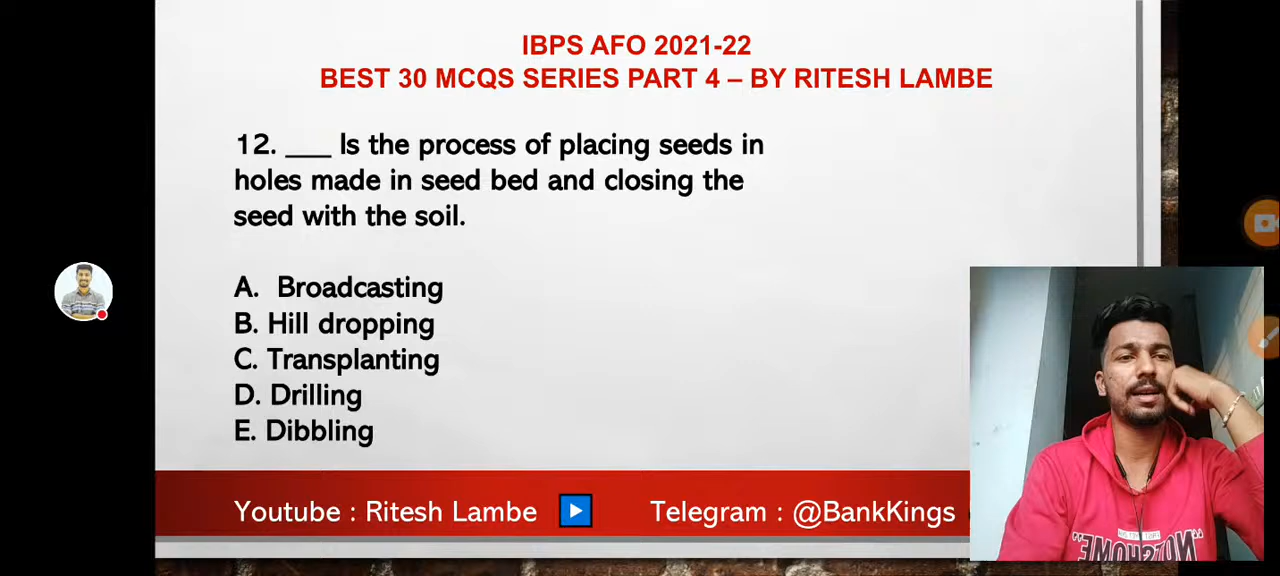 IBPS AFO 2021-22
BEST 30 MCQS SERIES PART 4 – BY RITESH LAMBE
12. ___ Is the process of placing seeds in
holes made in seed bed and closing the
seed with the soil.
A. Broadcasting
B. Hill dropping
C. Transplanting
D. Drilling
E. Dibbling
Youtube : Ritesh Lambe
Telegram : @BankKings